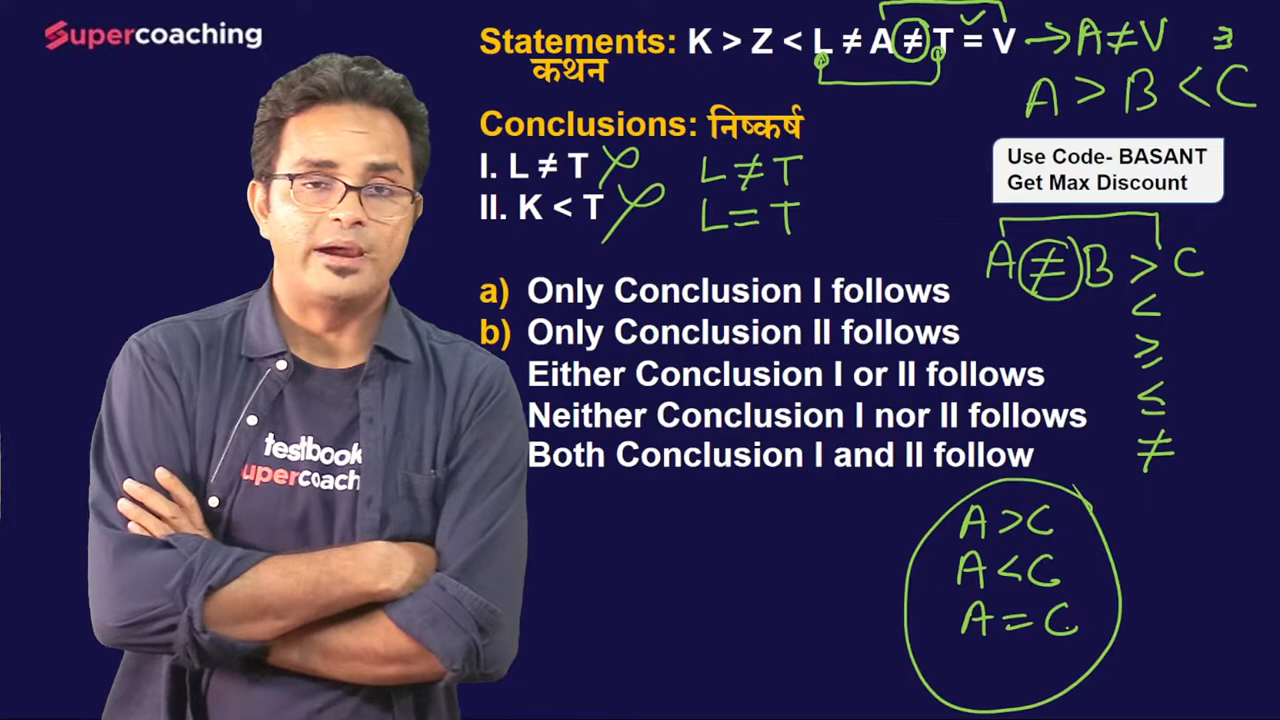 Supercoaching
Statements: K > Z < L ≠ A ≠ T = V → A ≠ V
कथन
A > B < C
Conclusions: निष्कर्ष
I. L ≠ T L ≠ T
II. K < T L = T
Use Code- BASANT
Get Max Discount
A ≠ B > C
<
≥
≤
≠
a) Only Conclusion I follows
b) Only Conclusion II follows
Either Conclusion I or II follows
Neither Conclusion I nor II follows
Both Conclusion I and II follow
testbook
supercoach
A > C
A < C
A = C